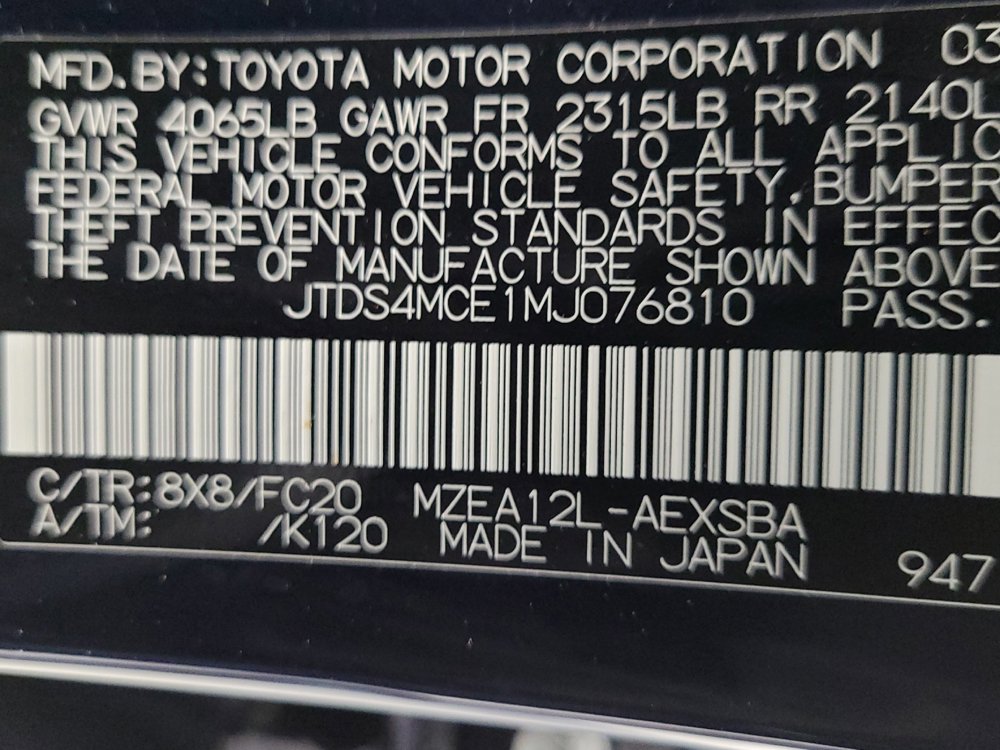 MFD. BY: TOYOTA MOTOR CORPORATION 03
GVWR 4065LB GAWR FR 2315LB RR 2140L
THIS VEHICLE CONFORMS TO ALL APPLIC
FEDERAL MOTOR VEHICLE SAFETY, BUMPER
THEFT PREVENTION STANDARDS IN EFFEC
THE DATE OF MANUFACTURE SHOWN ABOVE
JTDS4MCE1MJ076810 PASS.
C/TR: 8X8/FC20 MZEA12L-AEXSBA
A/TM: /K120 MADE IN JAPAN 947